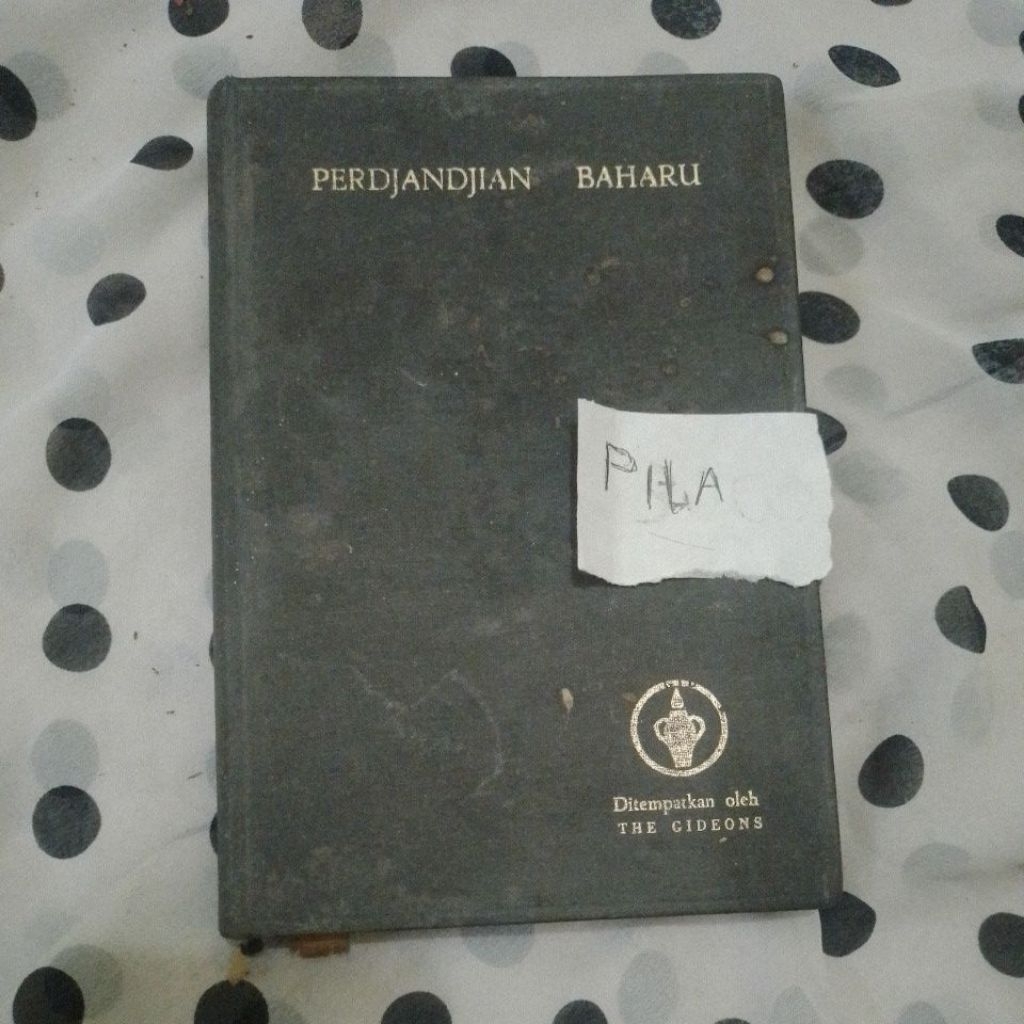 PERDJANDJIAN BAHARU
PILA
Ditempatkan oleh
THE GIDEONS